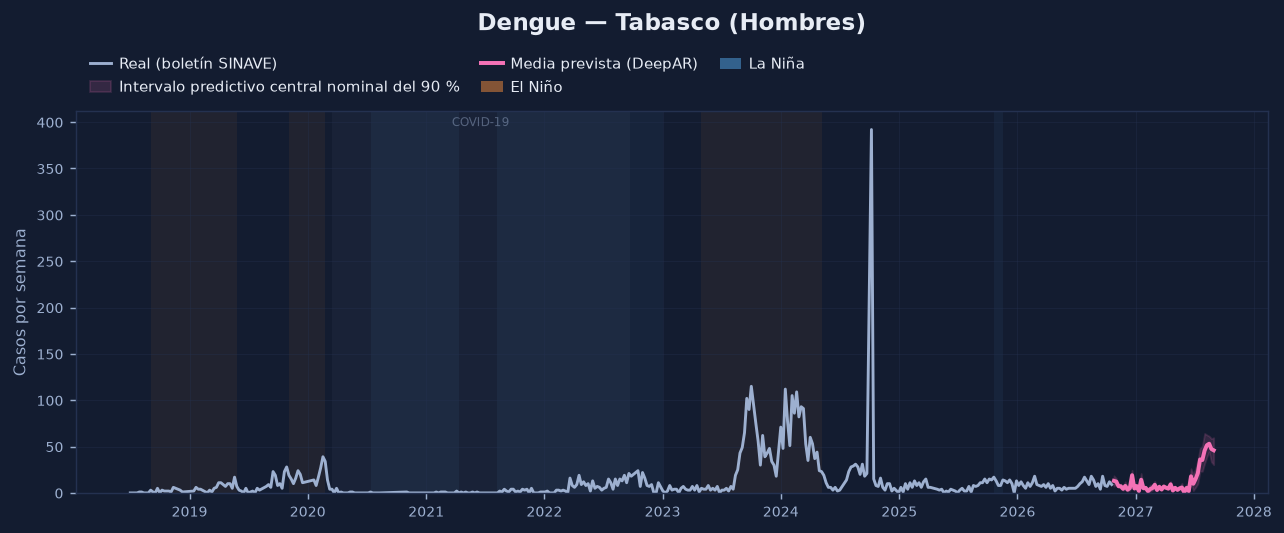 Dengue — Tabasco (Hombres)
Real (boletín SINAVE)
Media prevista (DeepAR)
La Niña
Intervalo predictivo central nominal del 90 %
El Niño
COVID-19
Casos por semana
400
350
300
250
200
150
100
50
0
2019 2020 2021 2022 2023 2024 2025 2026 2027 2028